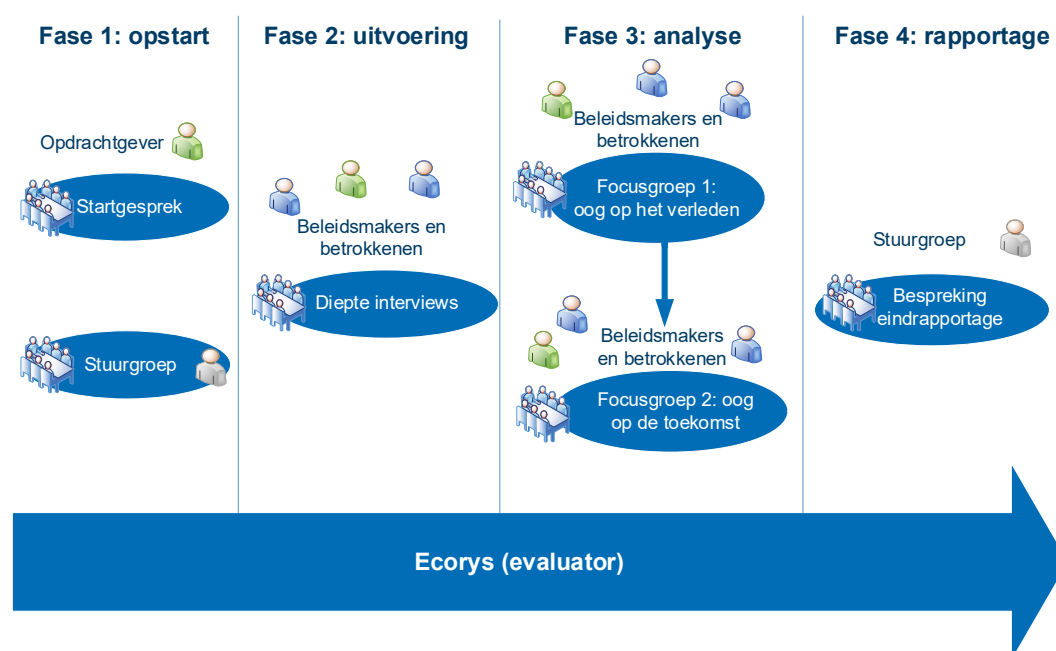 Fase 1: opstart
Opdrachtgever
Startgesprek
Stuurgroep
Fase 2: uitvoering
Beleidsmakers en
betrokkenen
Diepte interviews
Fase 3: analyse
Beleidsmakers en
betrokkenen
Focusgroep 1:
oog op het verleden
Beleidsmakers
en betrokkenen
Focusgroep 2: oog
op de toekomst
Fase 4: rapportage
Stuurgroep
Bespreking
eindrapportage
Ecorys (evaluator)